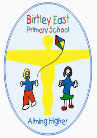 Birtley East
Primary School
Aiming Higher